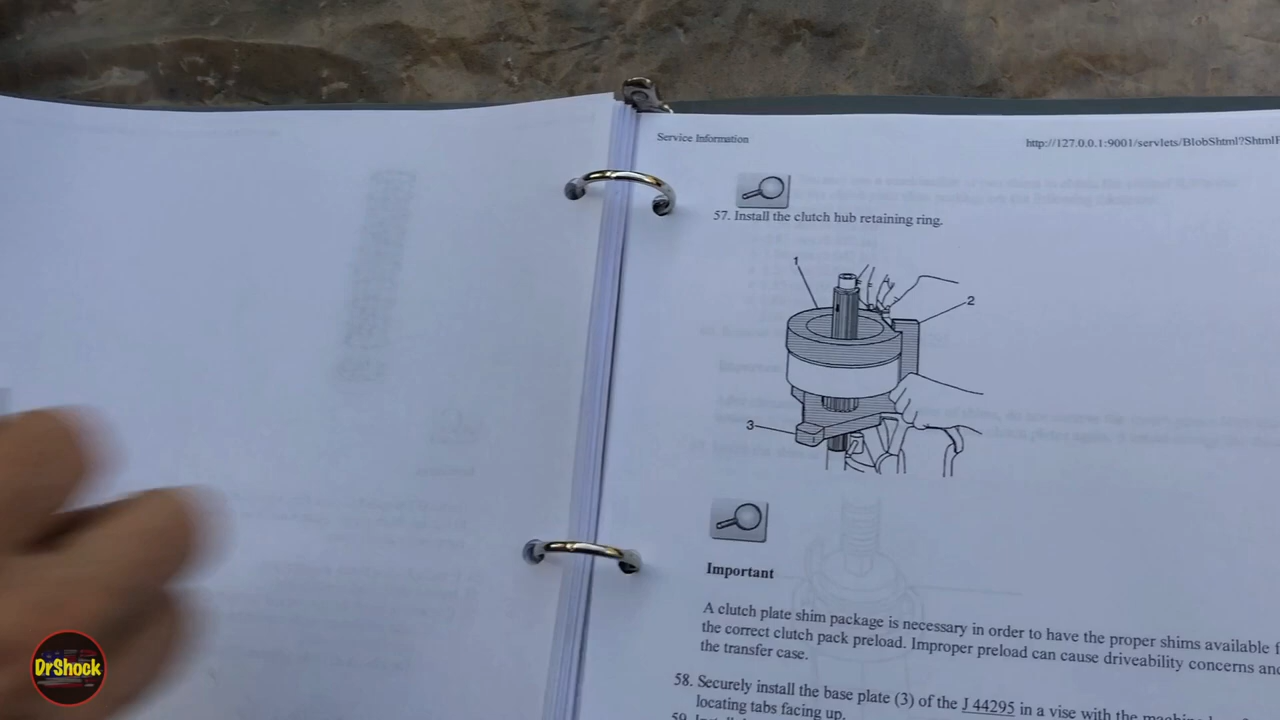 Service Information
http://127.0.0.1:9001/servlets/BlobShtml?ShtmlF
57. Install the clutch hub retaining ring.
1
2
3
Important
A clutch plate shim package is necessary in order to have the proper shims available f
the correct clutch pack preload. Improper preload can cause driveability concerns and
the transfer case.
58. Securely install the base plate (3) of the J 44295 in a vise with the
locating tabs facing up.
59. Install
DrShock